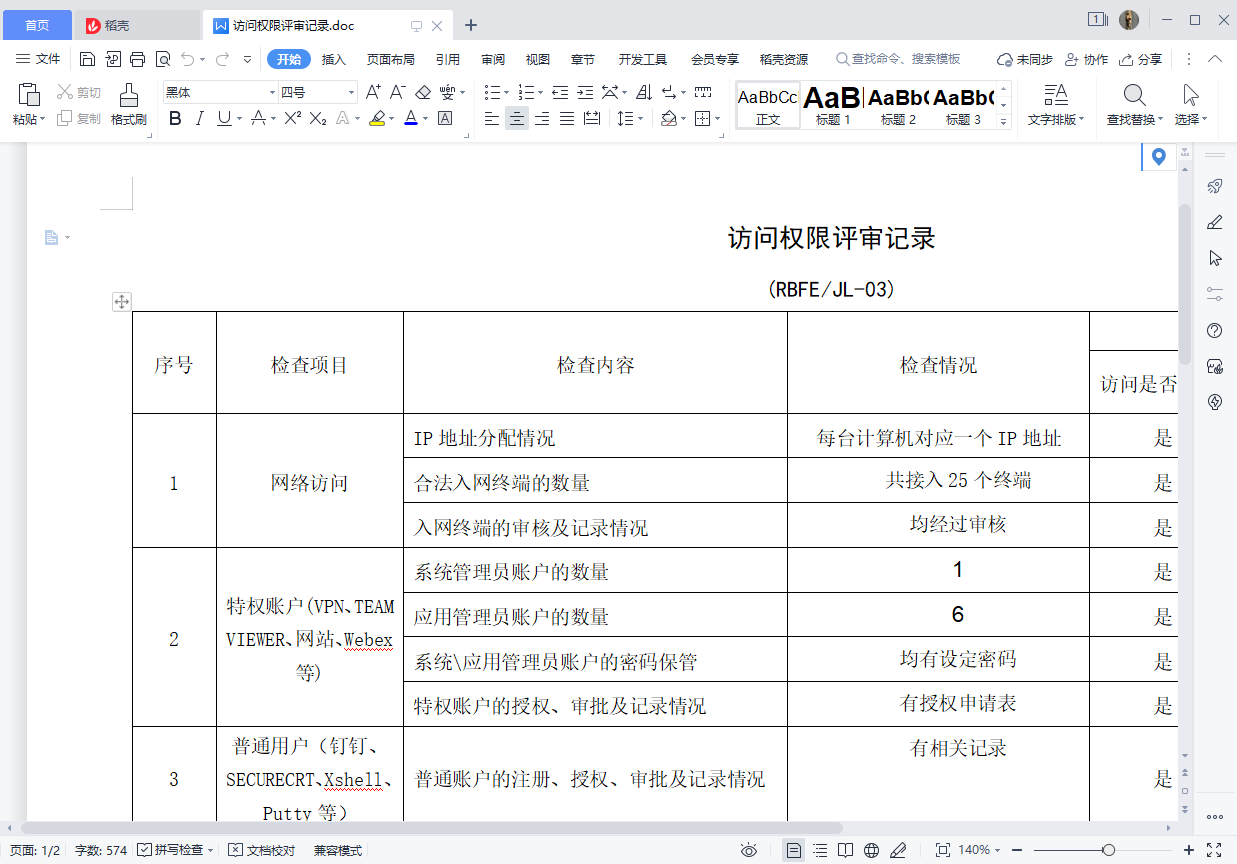 首页
稻壳
访问权限评审记录.doc
1
文件
开始
插入
页面布局
引用
审阅
视图
章节
开发工具
会员专享
稻壳资源
查找命令、搜索模板
未同步
协作
分享
粘贴
剪切
复制
格式刷
黑体
四号
AaBbCc
正文
AaB
标题 1
AaBb(
标题 2
AaBb(
标题 3
文字排版
查找替换
选择
访问权限评审记录
(RBFE/JL-03)
序号
检查项目
检查内容
检查情况
访问是否
1
网络访问
IP 地址分配情况
每台计算机对应一个 IP 地址
是
合法入网终端的数量
共接入 25 个终端
是
入网终端的审核及记录情况
均经过审核
是
2
特权账户(VPN、TEAM
VIEWER、网站、Webex
等)
系统管理员账户的数量
1
是
应用管理员账户的数量
6
是
系统\应用管理员账户的密码保管
均有设定密码
是
特权账户的授权、审批及记录情况
有授权申请表
是
3
普通用户（钉钉、
SECURECRT、Xshell、
Putty 等）
普通账户的注册、授权、审批及记录情况
有相关记录
是
页面: 1/2
字数: 574
拼写检查
文档校对
兼容模式
140%